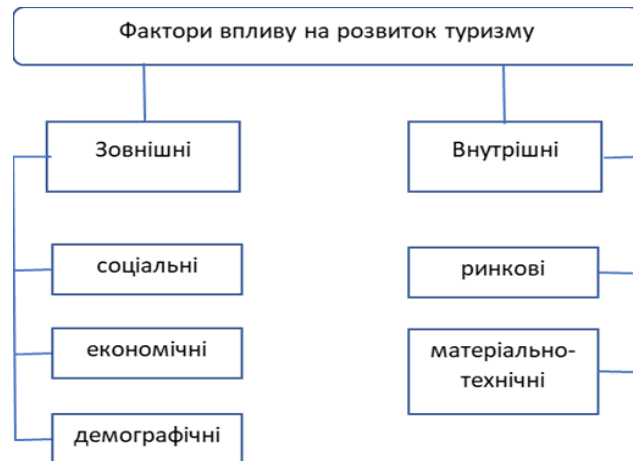 Фактори впливу на розвиток туризму
Зовнішні
Внутрішні
соціальні
ринкові
економічні
матеріально-
технічні
демографічні